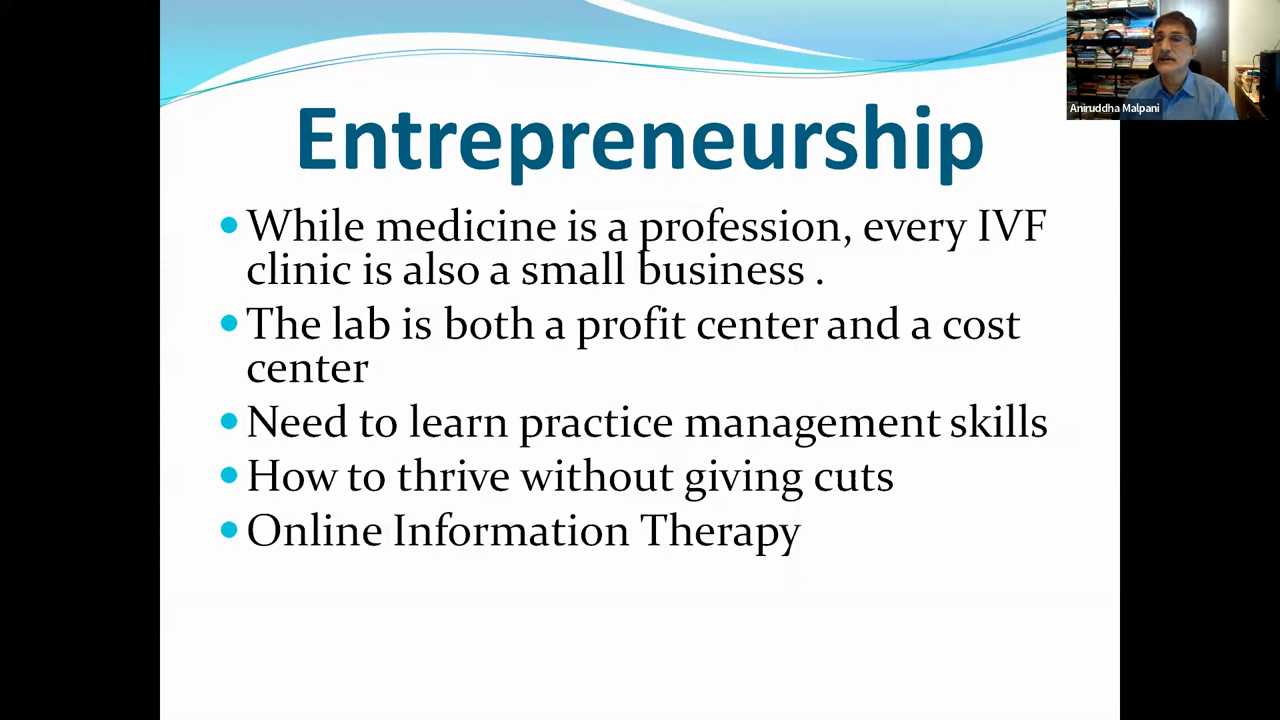 Aniruddha Malpani
Entrepreneurship
• While medicine is a profession, every IVF
clinic is also a small business .
• The lab is both a profit center and a cost
center
• Need to learn practice management skills
• How to thrive without giving cuts
• Online Information Therapy